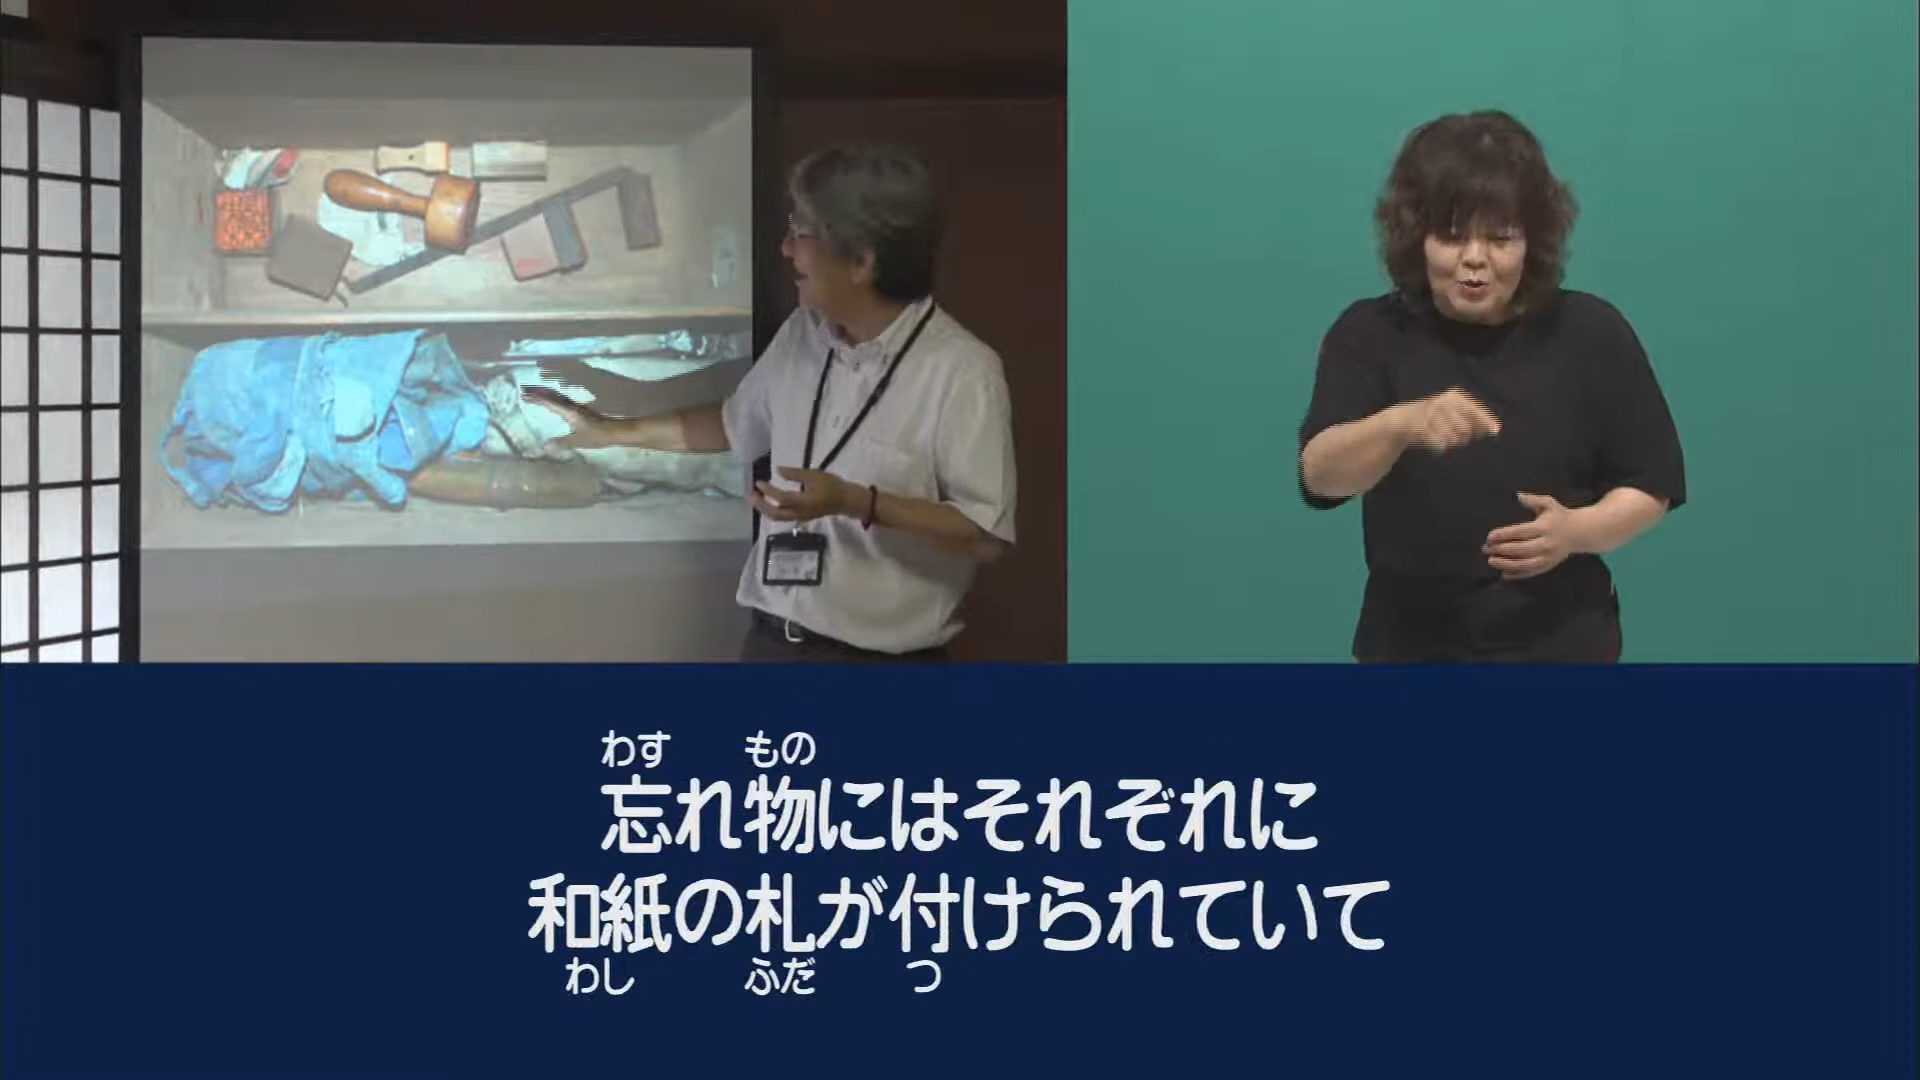 わす もの
忘れ物にはそれぞれに
和紙の札が付けられていて
わし ふだ つ